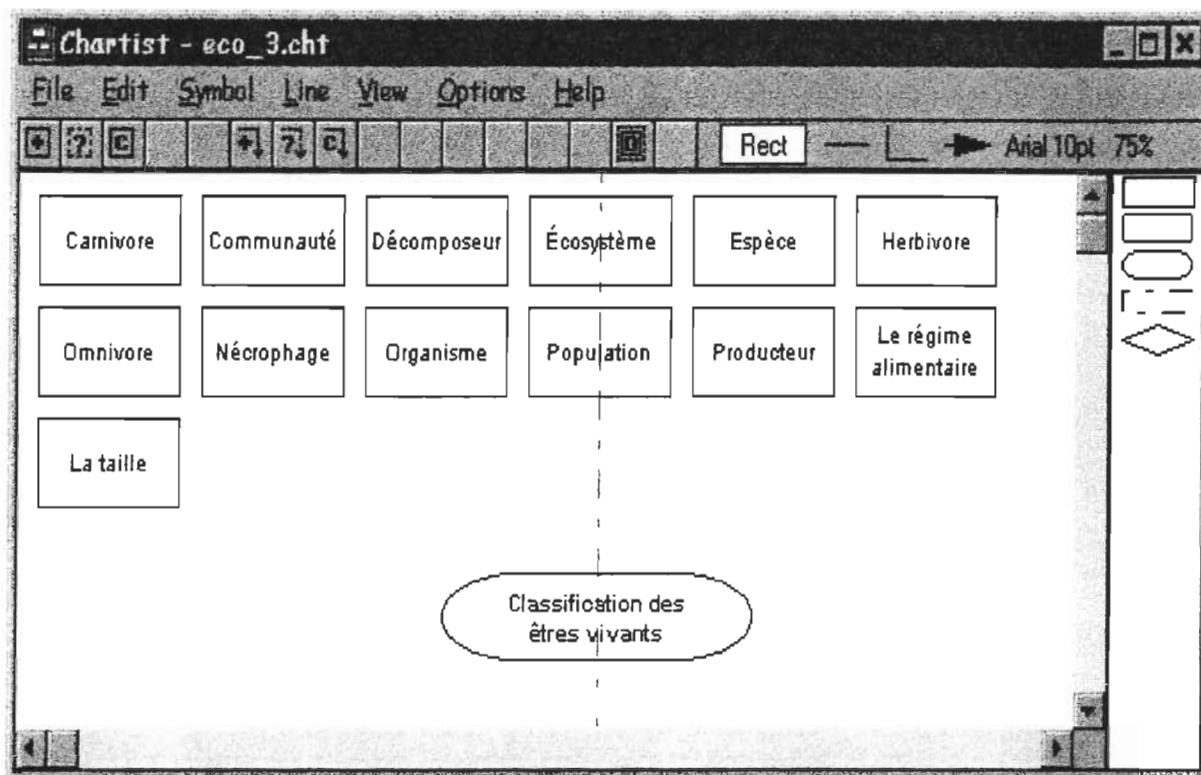 Chartist - eco_3.cht
File Edit Symbol Line View Options Help
Rect Arial 10pt 75%
Carnivore Communauté Décomposeur Écosystème Espèce Herbivore
Omnivore Nécrophage Organisme Population Producteur Le régime
alimentaire
La taille
Classification des
êtres vivants